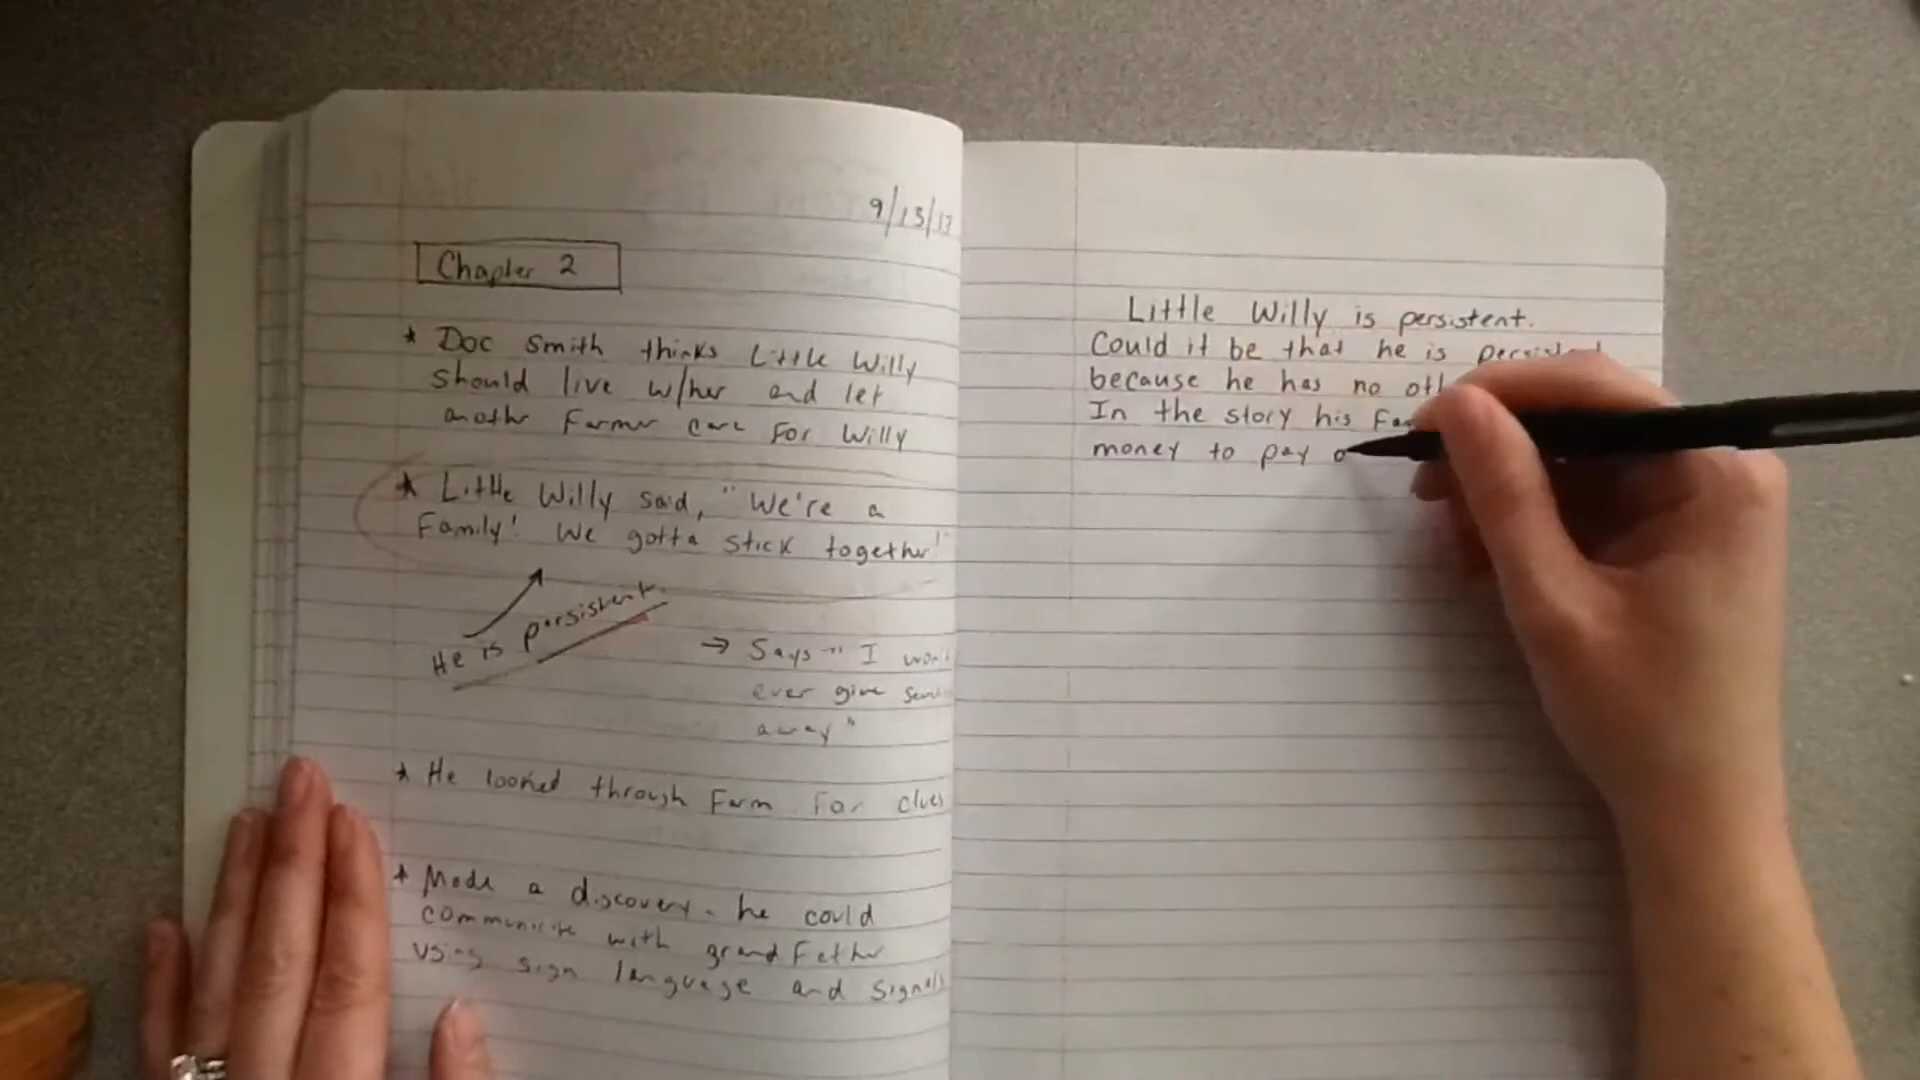 9/13/17
Chapter 2
* Doc Smith thinks Little Willy
should live w/her and let
another Farmer care For Willy
* Little Willy said, "We're a
Family! We gotta stick together!"
He is persistent.
→ Says "I won't
ever give
away"
* He looked through Farm For clues
* Made a discovery. he could
communicate with grandFather
using sign language and signals
Little Willy is persistent.
Could it be that he is persistent
because he has no
In the story his
money to pay